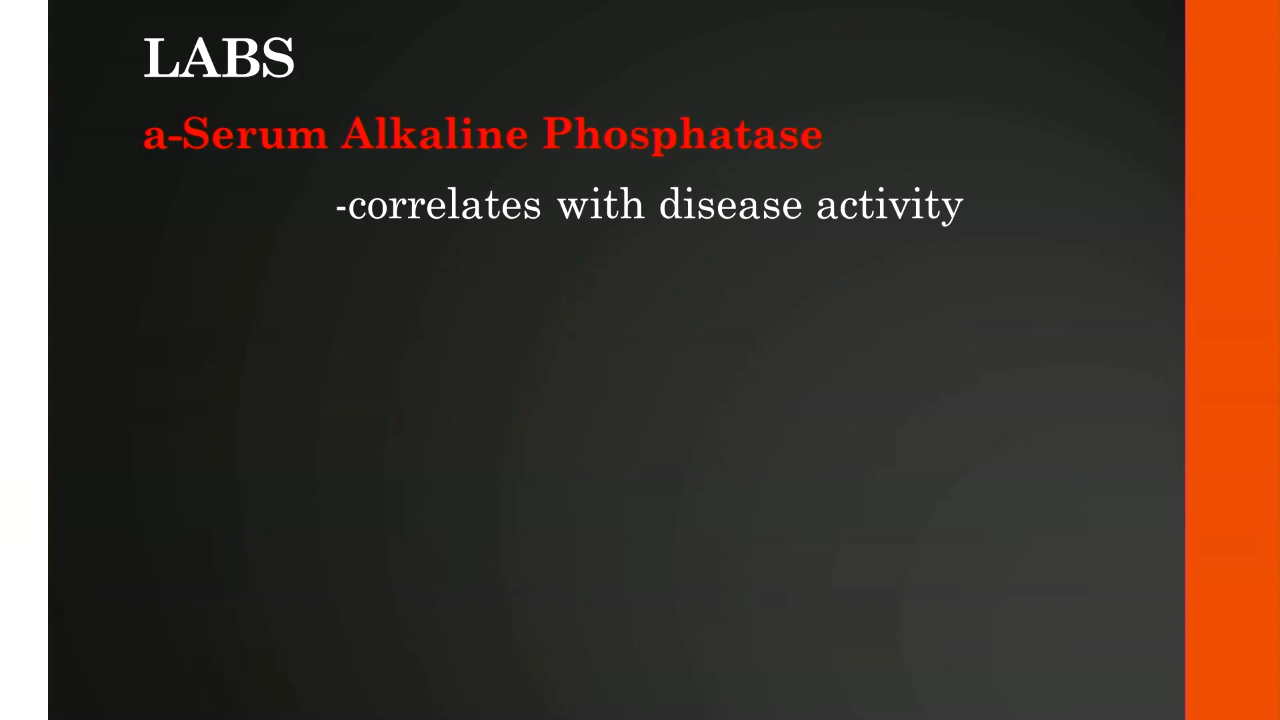 LABS
a-Serum Alkaline Phosphatase
-correlates with disease activity